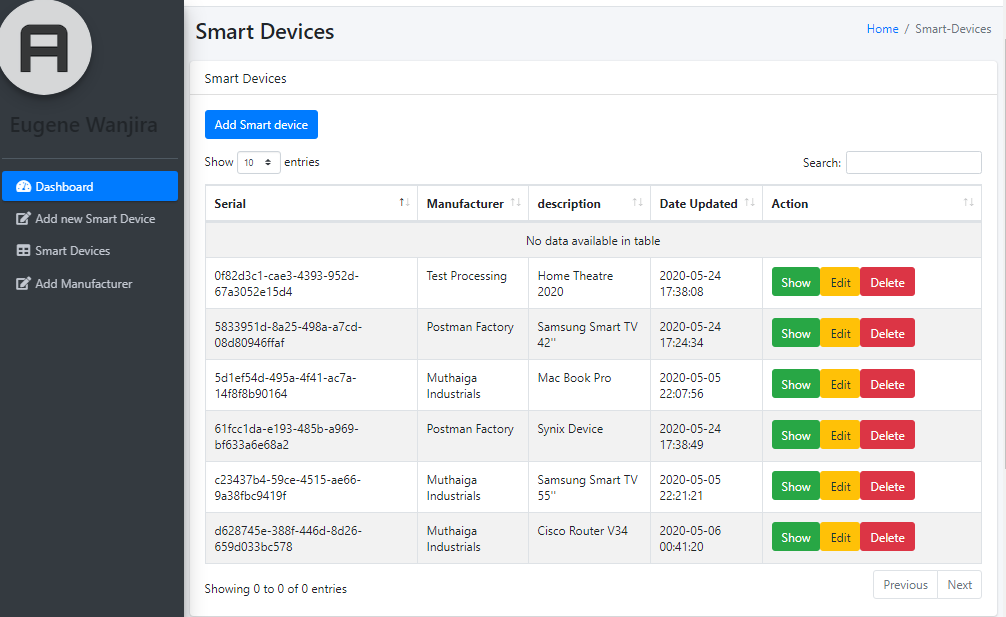 Smart Devices
Home / Smart-Devices
Eugene Wanjira
Dashboard
Add new Smart Device
Smart Devices
Add Manufacturer
Smart Devices
Add Smart device
Show 10 entries
Search:
Serial Manufacturer description Date Updated Action
No data available in table
0f82d3c1-cae3-4393-952d- Test Processing Home Theatre 2020-05-24 Show Edit Delete
67a3052e15d4 2020 17:38:08
5833951d-8a25-498a-a7cd- Postman Factory Samsung Smart TV 2020-05-24 Show Edit Delete
08d80946ffaf 42" 17:24:34
5d1ef54d-495a-4f41-ac7a- Muthaiga Mac Book Pro 2020-05-05 Show Edit Delete
14f8f8b90164 Industrials 22:07:56
61fcc1da-e193-485b-a969- Postman Factory Synix Device 2020-05-24 Show Edit Delete
bf633a6e68a2 17:38:49
c23437b4-59ce-4515-ae66- Muthaiga Samsung Smart TV 2020-05-05 Show Edit Delete
9a38fbc9419f Industrials 55" 22:21:21
d628745e-388f-446d-8d26- Muthaiga Cisco Router V34 2020-05-06 Show Edit Delete
659d033bc578 Industrials 00:41:20
Showing 0 to 0 of 0 entries
Previous Next